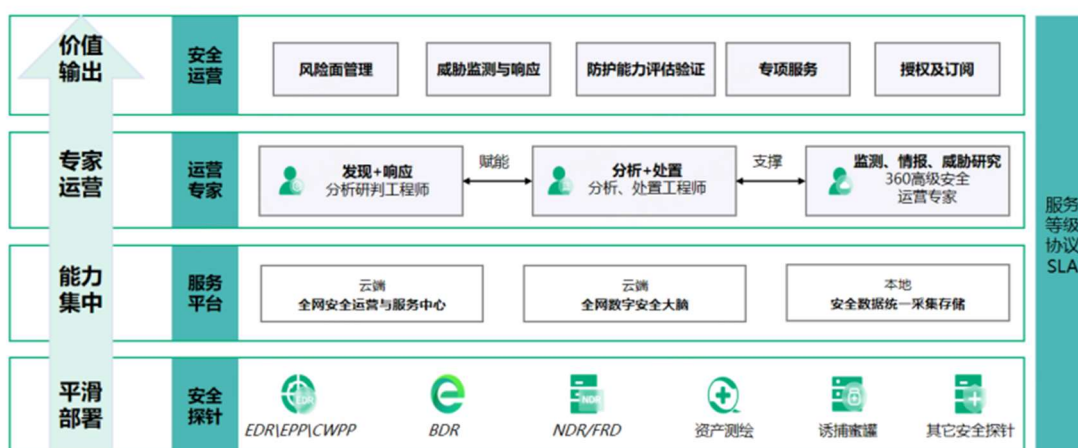 价值
输出
安全
运营
风险面管理
威胁监测与响应
防护能力评估验证
专项服务
授权及订阅
专家
运营
运营
专家
发现+响应
分析研判工程师
赋能
分析+处置
分析、处置工程师
支撑
监测、情报、威胁研究
360高级安全
运营专家
能力
集中
服务
平台
云端
全网安全运营与服务中心
云端
全网数字安全大脑
本地
安全数据统一采集存储
平滑
部署
安全
探针
EDR
EDR\EPP\CWPP
BDR
NDR
NDR/FRD
资产测绘
诱捕蜜罐
其它安全探针
服务
等级
协议
SLA